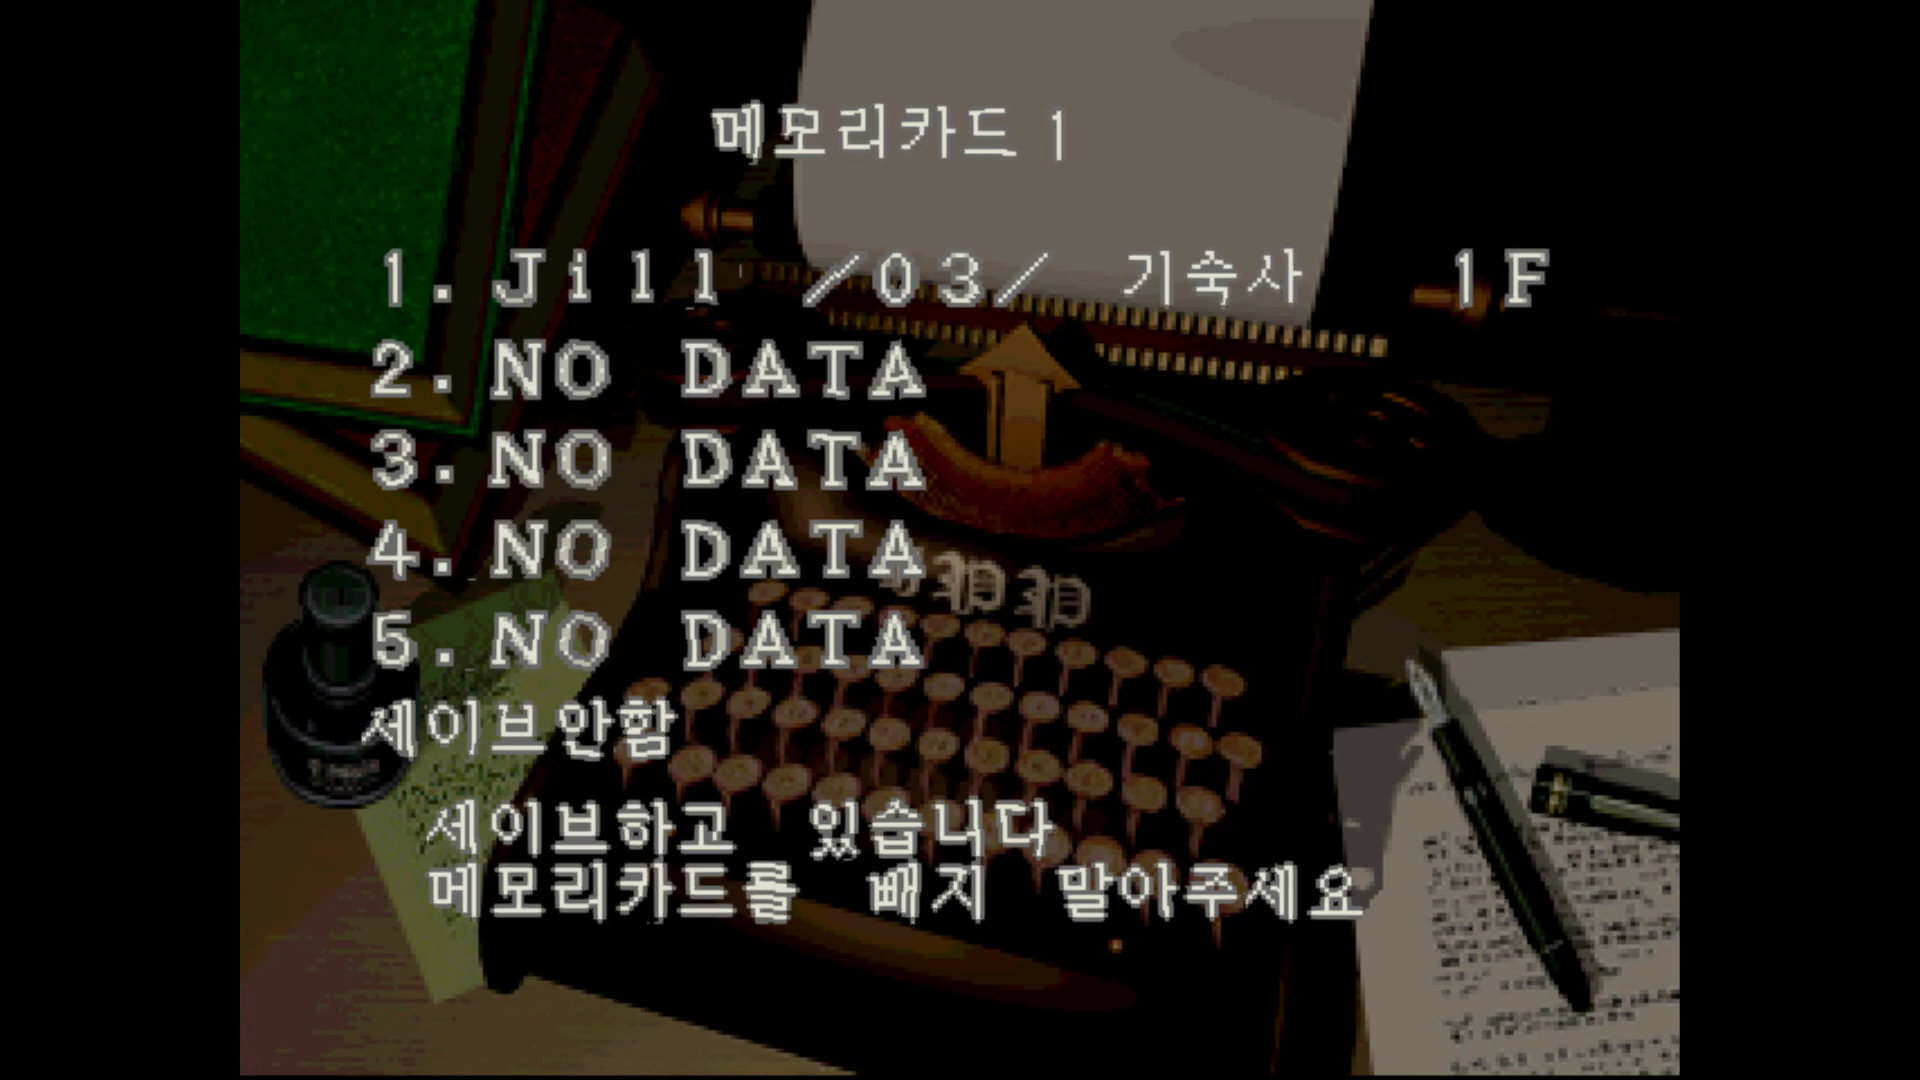 메모리카드 1
1. Jill /03/ 기숙사 1F
2. NO DATA
3. NO DATA
4. NO DATA
5. NO DATA
세이브안함
세이브하고 있습니다
메모리카드를 빼지 말아주세요